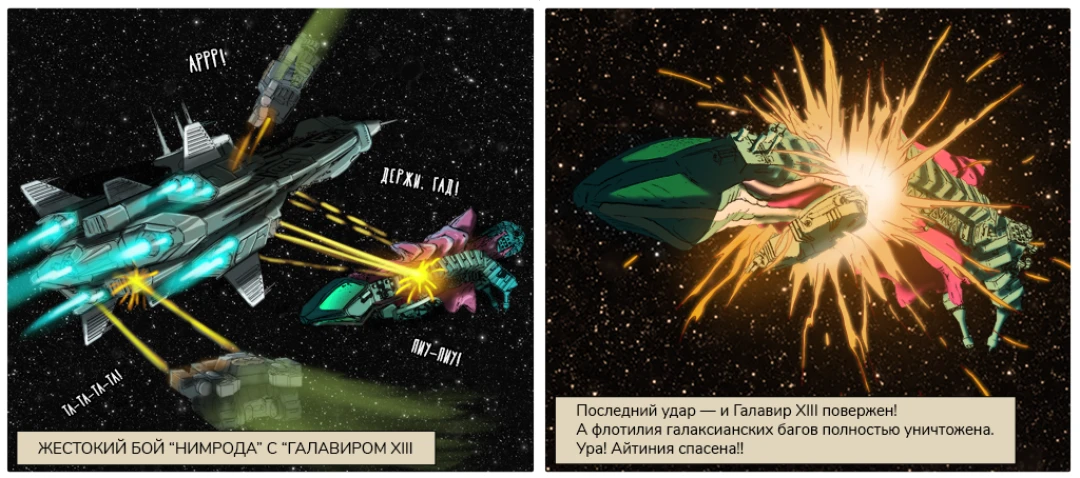 АРРР!
ДЕРЖИ, ГАД!
ПИУ-ПИУ!
ТА-ТА-ТА-ТА!
ЖЕСТОКИЙ БОЙ “НИМРОДА” С “ГАЛАВИРОМ XIII
Последний удар — и Галавир XIII повержен!
А флотилия галаксианских багов полностью уничтожена.
Ура! Айтиния спасена!!